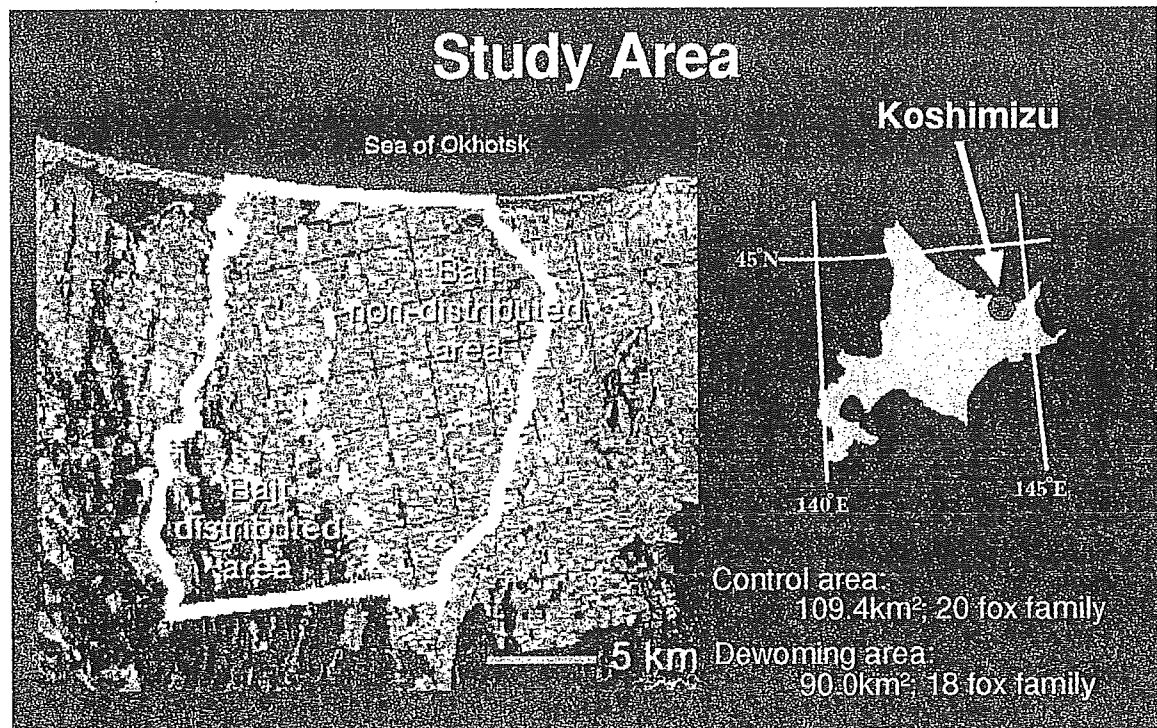 Study Area
Sea of Okhotsk
Koshimizu
45°N
140°E
145°E
Bait
non-distributed
area
Bait
distributed
area
5 km
Control area:
109.4km²; 20 fox family
Dewoming area:
90.0km²; 18 fox family